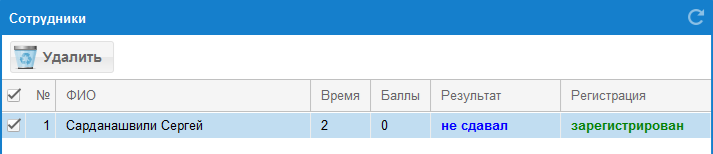 Сотрудники
Удалить
№ ФИО Время Баллы Результат Регистрация
1 Сарданашвили Сергей 2 0 не сдавал зарегистрирован